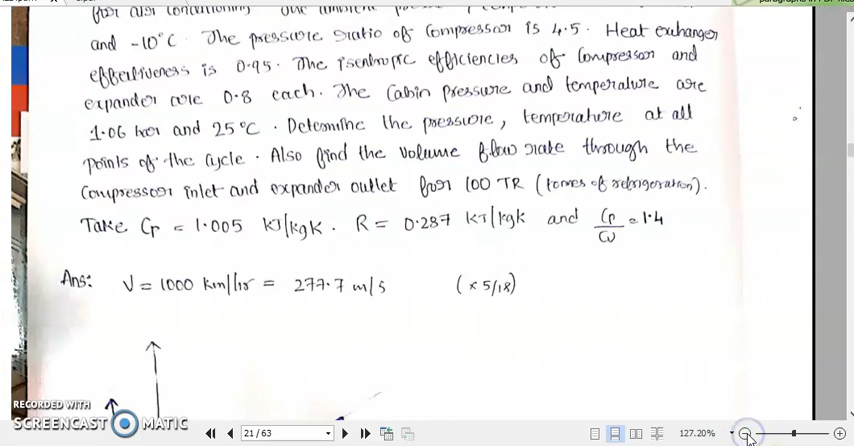 for air conditioning
and -10°C. The pressure ratio of compressor is 4.5. Heat exchanger
effectiveness is 0.95. The isentropic efficiencies of compressor and
expander are 0.8 each. The Cabin pressure and temperature are
1.06 bar and 25°C. Determine the pressure, temperature at all
points of the cycle. Also find the volume flow rate through the
compressor inlet and expander outlet for 100 TR (tonnes of refrigeration).
Take Cp = 1.005 kJ/kgK. R = 0.287 kJ/kgK and Cp/Cv = 1.4
Ans: V = 1000 km/hr = 277.7 m/s (× 5/18)
RECORDED WITH
SCREENCAST MATIC
21 / 63
127.20%